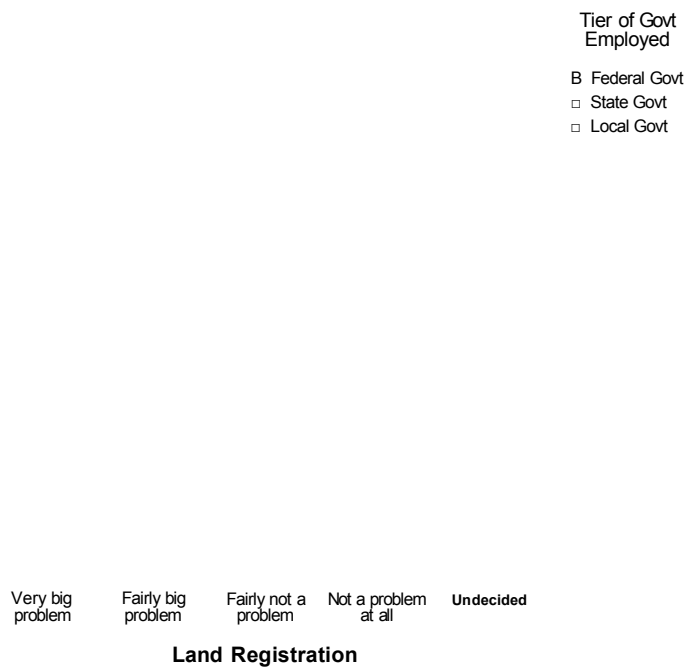 Tier of Govt
Employed
B Federal Govt
□ State Govt
□ Local Govt
Very big
problem
Fairly big
problem
Fairly not a
problem
Not a problem
at all
Undecided
Land Registration